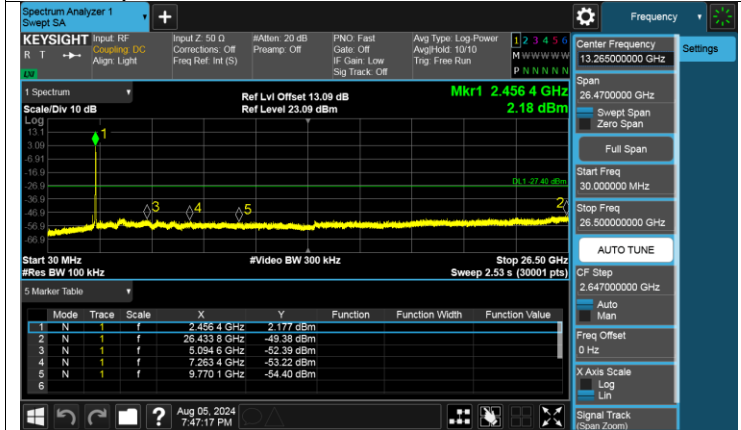 Spectrum Analyzer 1
Swept SA
Frequency
KEYSIGHT
R T
LXI
Input: RF
Coupling: DC
Align: Light
Input Z: 50 Ω
Corrections: Off
Freq Ref: Int (S)
#Atten: 20 dB
Preamp: Off
PNO: Fast
Gate: Off
IF Gain: Low
Sig Track: Off
Avg Type: Log-Power
Avg|Hold: 10/10
Trig: Free Run
1 2 3 4 5 6
M W W W W W
P N N N N N
1 Spectrum
Scale/Div 10 dB
Log
Ref Lvl Offset 13.09 dB
Ref Level 23.09 dBm
Mkr1 2.456 4 GHz
2.18 dBm
13.1
3.09
-6.91
-16.9
-26.9
-36.9
-46.9
-56.9
-66.9
1
3
4
5
2
DL1 -27.40 dBm
Start 30 MHz
#Res BW 100 kHz
#Video BW 300 kHz
Stop 26.50 GHz
Sweep 2.53 s (30001 pts)
5 Marker Table
Mode Trace Scale X Y Function Function Width Function Value
1 N 1 f 2.456 4 GHz 2.177 dBm
2 N 1 f 26.433 8 GHz -49.38 dBm
3 N 1 f 5.094 6 GHz -52.39 dBm
4 N 1 f 7.263 4 GHz -53.22 dBm
5 N 1 f 9.770 1 GHz -54.40 dBm
6
?
Aug 05, 2024
7:47:17 PM
Center Frequency
13.265000000 GHz
Settings
Span
26.4700000 GHz
Swept Span
Zero Span
Full Span
Start Freq
30.000000 MHz
Stop Freq
26.500000000 GHz
AUTO TUNE
CF Step
2.647000000 GHz
Auto
Man
Freq Offset
0 Hz
X Axis Scale
Log
Lin
Signal Track
(Span Zoom)